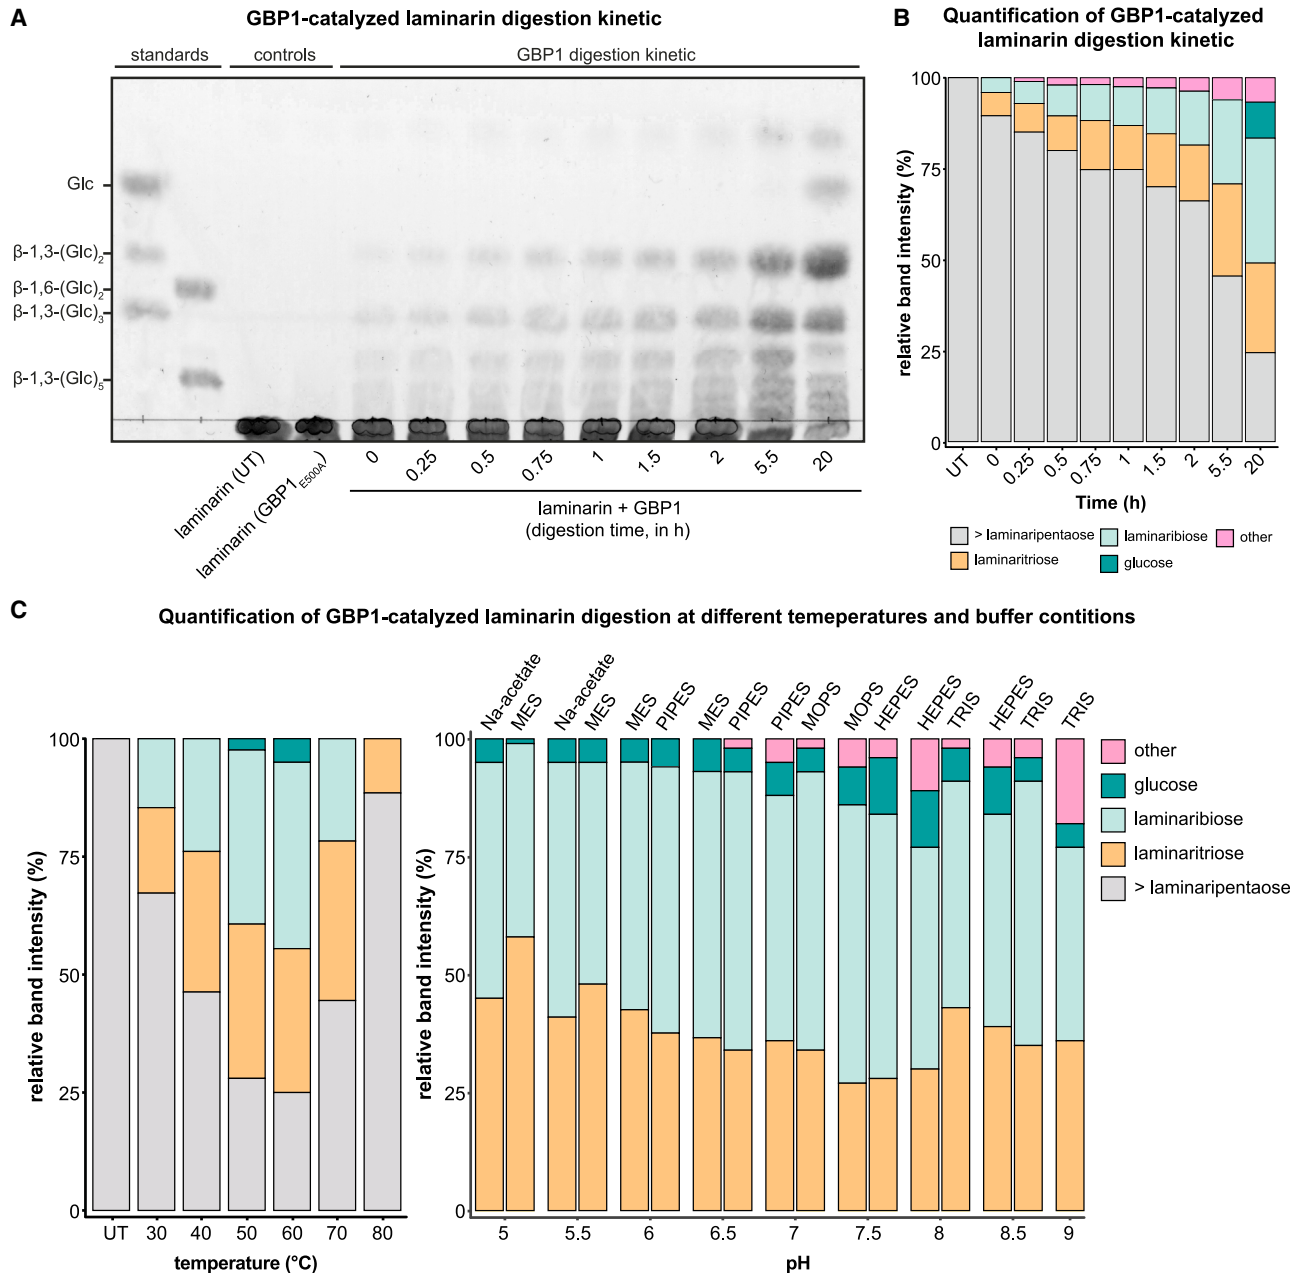 A
GBP1-catalyzed laminarin digestion kinetic
standards controls GBP1 digestion kinetic
Glc
β-1,3-(Glc)2
β-1,6-(Glc)2
β-1,3-(Glc)3
β-1,3-(Glc)5
laminarin (UT)
laminarin (GBP1 E500A)
0 0.25 0.5 0.75 1 1.5 2 5.5 20
laminarin + GBP1
(digestion time, in h)
B
Quantification of GBP1-catalyzed
laminarin digestion kinetic
relative band intensity (%)
100
75
50
25
0
UT 0 0.25 0.5 0.75 1 1.5 2 5.5 20
Time (h)
> laminaripentaose laminaribiose other
laminaritriose glucose
C
Quantification of GBP1-catalyzed laminarin digestion at different temeperatures and buffer contitions
relative band intensity (%)
100
75
50
25
0
UT 30 40 50 60 70 80
temperature (°C)
Na-acetate MES Na-acetate MES MES PIPES MES PIPES PIPES MOPS MOPS HEPES HEPES TRIS HEPES TRIS TRIS
relative band intensity (%)
100
75
50
25
0
5 5.5 6 6.5 7 7.5 8 8.5 9
pH
other
glucose
laminaribiose
laminaritriose
> laminaripentaose